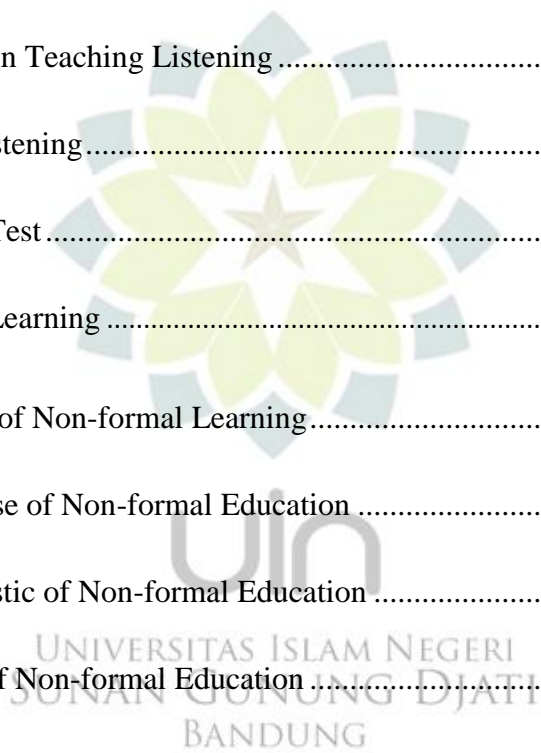 n Teaching Listening ....................................
stening ....................................
Test ....................................
Learning ....................................
of Non-formal Learning ....................................
se of Non-formal Education ....................................
uin
stic of Non-formal Education ....................................
UNIVERSITAS ISLAM NEGERI
f Non-formal Education ....................................
SUNAN GUNUNG DJATI
BANDUNG